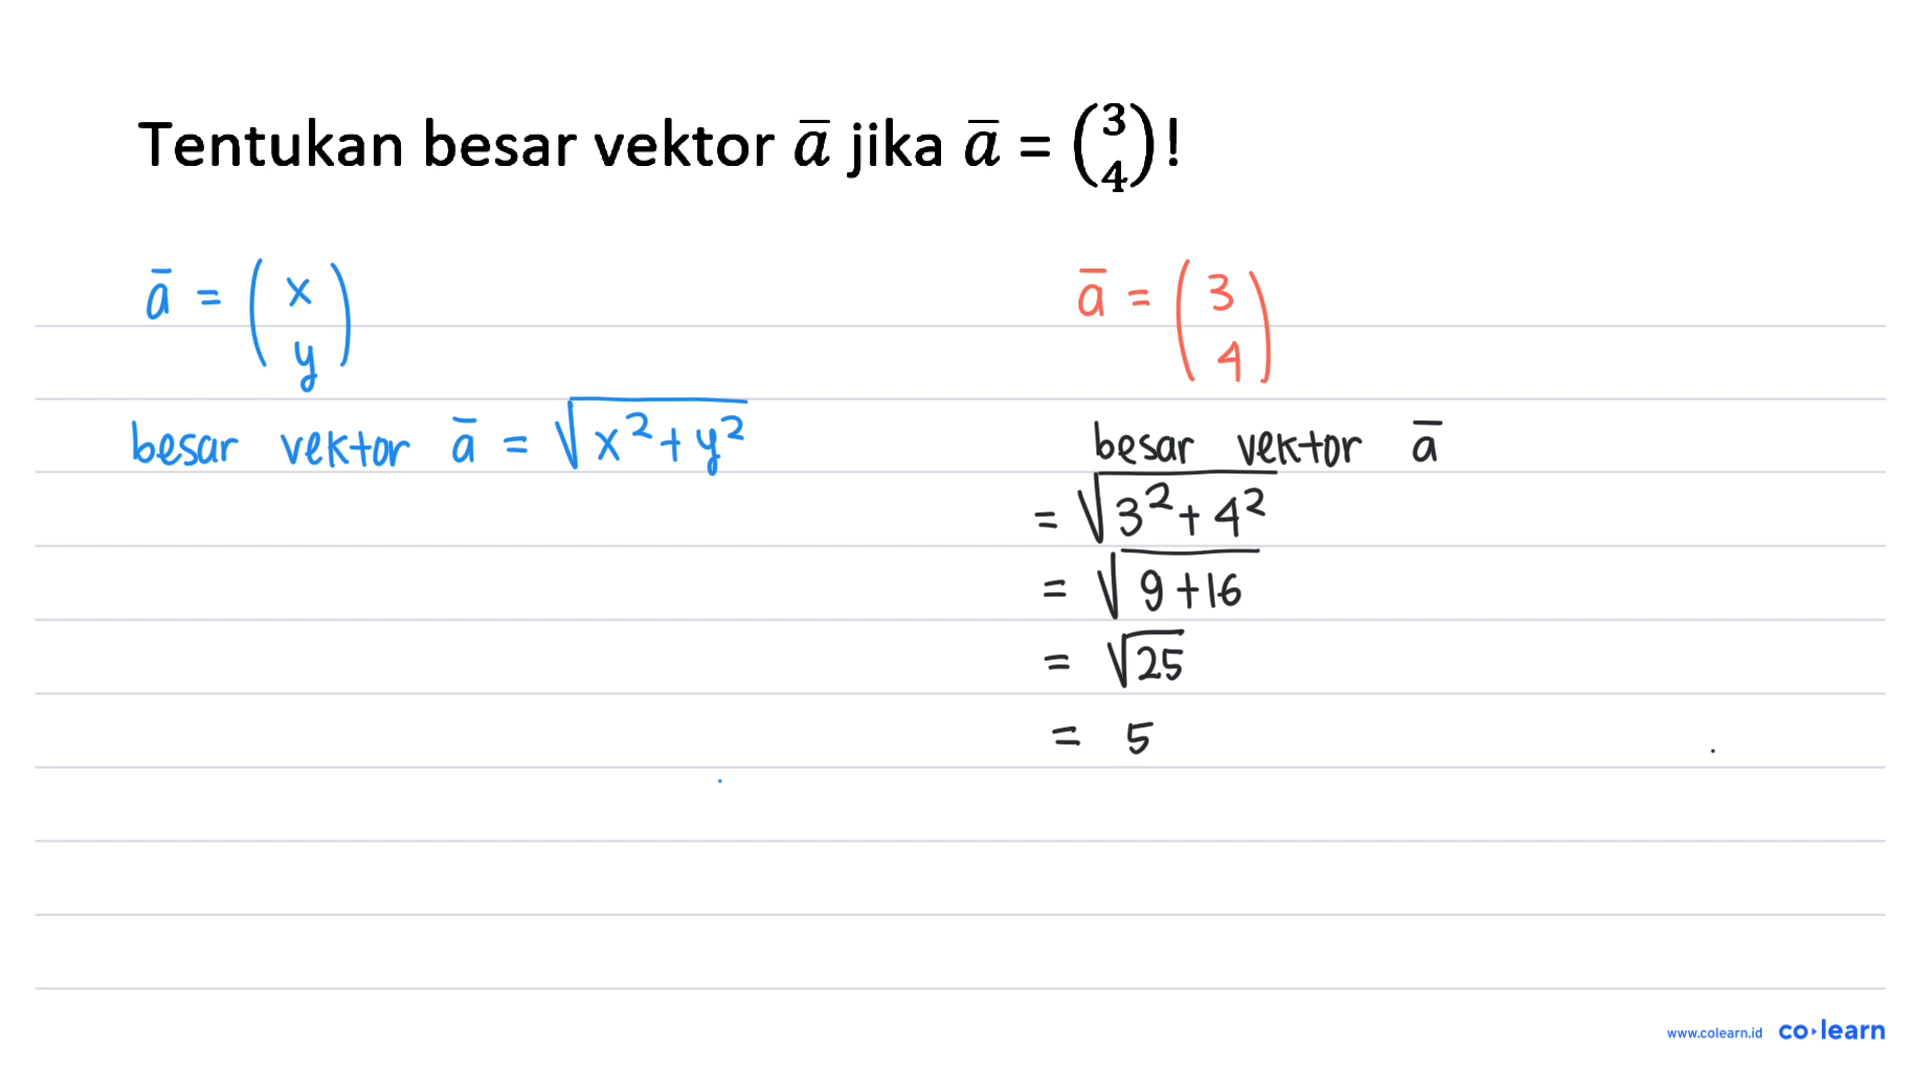 Tentukan besar vektor a̅ jika a̅ = (3 4)!
a̅ = (x y)
besar vektor a̅ = √x²+y²
a̅ = (3 4)
besar vektor a̅
= √3²+4²
= √9+16
= √25
= 5
www.colearn.id co learn